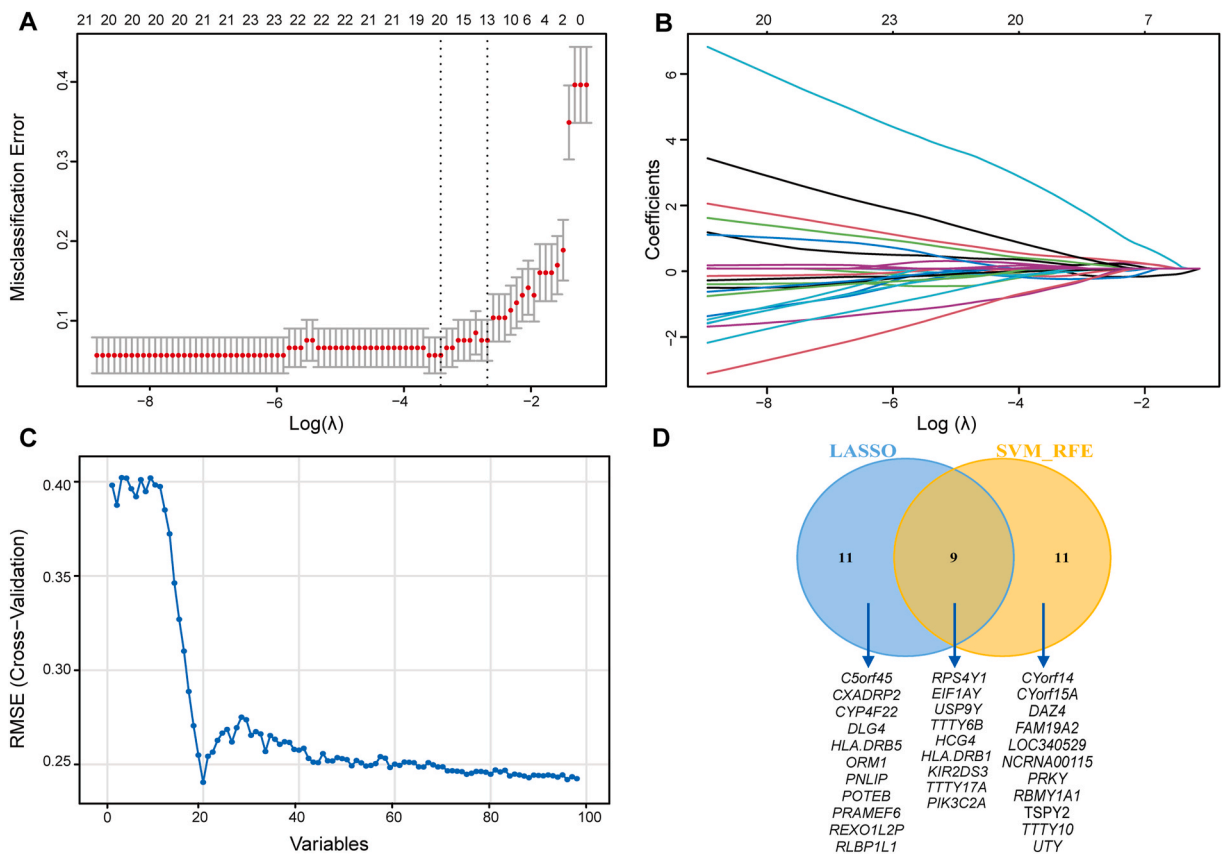 A
21 20 20 20 20 21 21 23 23 22 22 21 21 19 20 15 13 10 6 4 2 0
Misclassification Error
0.4
0.3
0.2
0.1
−8 −6 −4 −2
Log(λ)
B
20 23 20 7
Coefficients
6
4
2
0
−2
−8 −6 −4 −2
Log (λ)
C
RMSE (Cross−Validation)
0.40
0.35
0.30
0.25
0 20 40 60 80 100
Variables
D
LASSO SVM_RFE
11 9 11
C5orf45 RPS4Y1 CYorf14
CXADRP2 EIF1AY CYorf15A
CYP4F22 USP9Y DAZ4
DLG4 TTTY6B FAM19A2
HLA.DRB5 HCG4 LOC340529
ORM1 HLA.DRB1 NCRNA00115
PNLIP KIR2DS3 PRKY
POTEB TTTY17A RBMY1A1
PRAMEF6 PIK3C2A TSPY2
REXO1L2P TTTY10
RLBP1L1 UTY